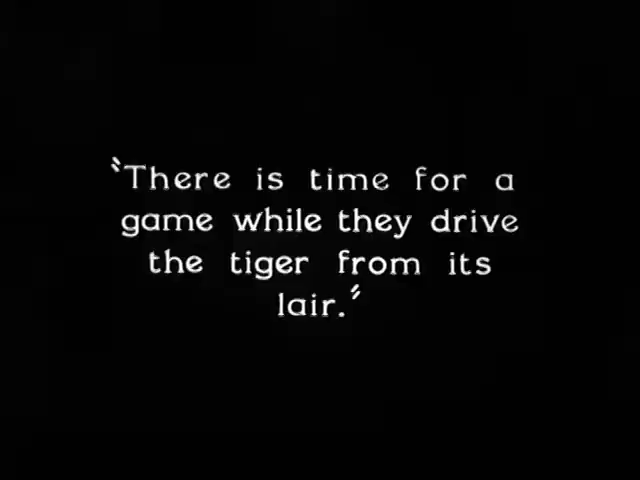 "There is time for a
game while they drive
the tiger from its
lair."